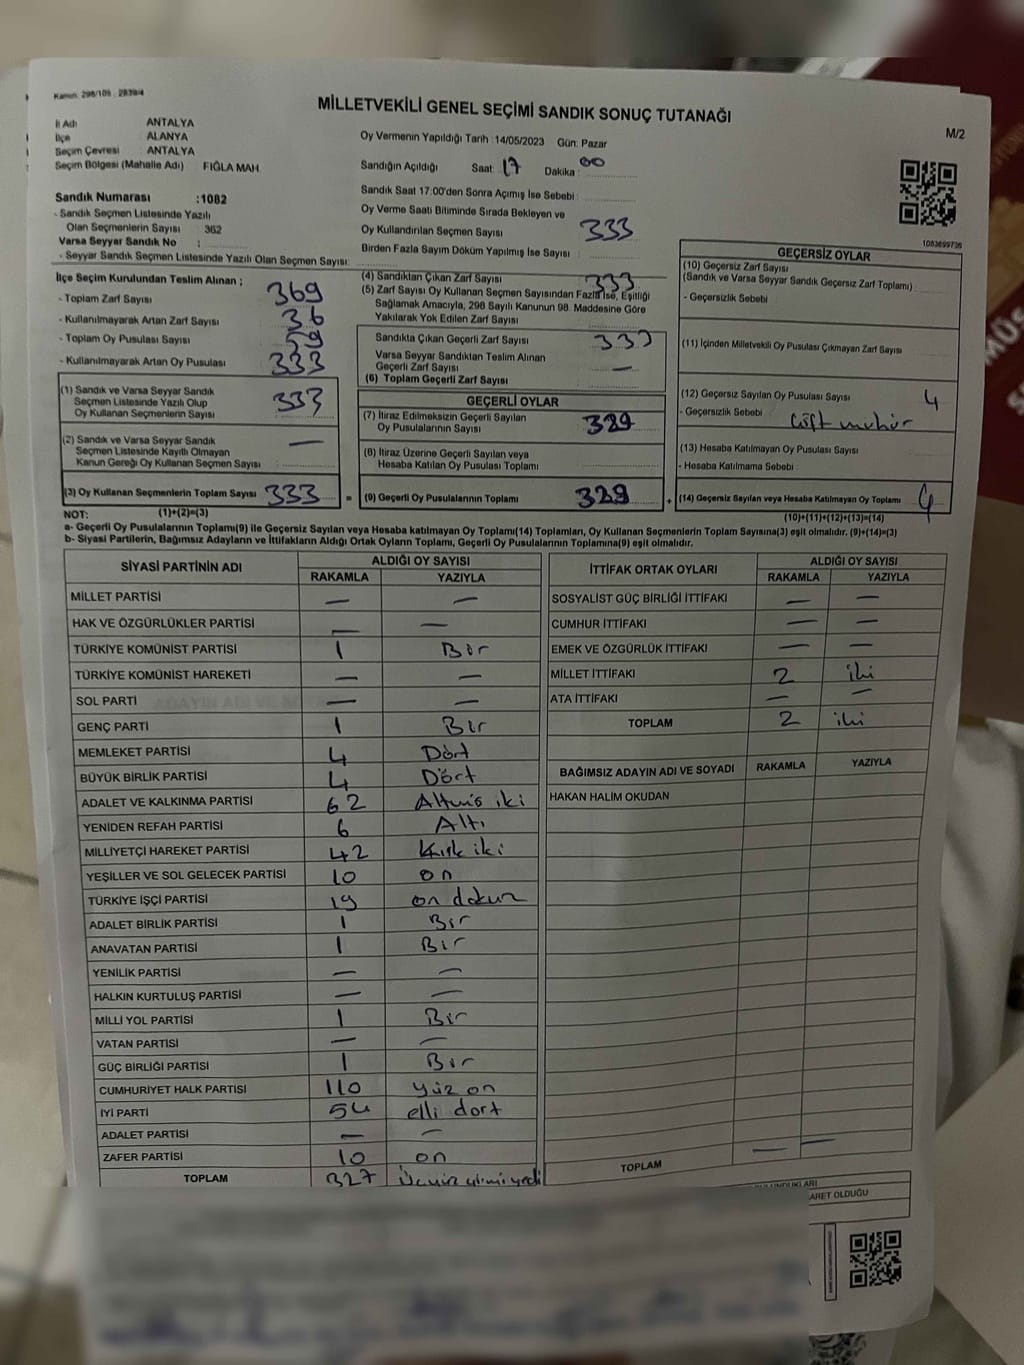 Kanun: 298/105 . 2839/4
MİLLETVEKİLİ GENEL SEÇİMİ SANDIK SONUÇ TUTANAĞI
M/2
İl Adı ANTALYA
İlçe ALANYA
Seçim Çevresi ANTALYA
Seçim Bölgesi (Mahalle Adı) FIĞLA MAH.
Oy Vermenin Yapıldığı Tarih :14/05/2023 Gün: Pazar
Sandığın Açıldığı Saat: 17 Dakika : 00
Sandık Saat 17:00'den Sonra Açılmış İse Sebebi :
Oy Verme Saati Bitiminde Sırada Bekleyen ve
Oy Kullandırılan Seçmen Sayısı 333
Birden Fazla Sayım Döküm Yapılmış İse Sayısı
Sandık Numarası :1082
- Sandık Seçmen Listesinde Yazılı
Olan Seçmenlerin Sayısı : 362
Varsa Seyyar Sandık No :
- Seyyar Sandık Seçmen Listesinde Yazılı Olan Seçmen Sayısı:
1083699736
İlçe Seçim Kurulundan Teslim Alınan ;
- Toplam Zarf Sayısı 369
- Kullanılmayarak Artan Zarf Sayısı 36
- Toplam Oy Pusulası Sayısı 59
- Kullanılmayarak Artan Oy Pusulası 333
(1) Sandık ve Varsa Seyyar Sandık
Seçmen Listesinde Yazılı Olup
Oy Kullanan Seçmenlerin Sayısı 333
(2) Sandık ve Varsa Seyyar Sandık
Seçmen Listesinde Kayıtlı Olmayan
Kanun Gereği Oy Kullanan Seçmen Sayısı —
(3) Oy Kullanan Seçmenlerin Toplam Sayısı 333 =
(4) Sandıktan Çıkan Zarf Sayısı 333
(5) Zarf Sayısı Oy Kullanan Seçmen Sayısından Fazla İse, Eşitliği
Sağlamak Amacıyla, 298 Sayılı Kanunun 98. Maddesine Göre
Yakılarak Yok Edilen Zarf Sayısı
Sandıkta Çıkan Geçerli Zarf Sayısı 333
Varsa Seyyar Sandıktan Teslim Alınan
Geçerli Zarf Sayısı —
(6) Toplam Geçerli Zarf Sayısı
GEÇERLİ OYLAR
(7) İtiraz Edilmeksizin Geçerli Sayılan
Oy Pusulalarının Sayısı 329
(8) İtiraz Üzerine Geçerli Sayılan veya
Hesaba Katılan Oy Pusulası Toplamı
(9) Geçerli Oy Pusulalarının Toplamı 329 +
GEÇERSİZ OYLAR
(10) Geçersiz Zarf Sayısı
(Sandık ve Varsa Seyyar Sandık Geçersiz Zarf Toplamı)
- Geçersizlik Sebebi
(11) İçinden Milletvekili Oy Pusulası Çıkmayan Zarf Sayısı
(12) Geçersiz Sayılan Oy Pusulası Sayısı 4
- Geçersizlik Sebebi Çift mühür
(13) Hesaba Katılmayan Oy Pusulası Sayısı
- Hesaba Katılmama Sebebi
(14) Geçersiz Sayılan veya Hesaba Katılmayan Oy Toplamı 4
NOT: (1)+(2)=(3)
(10)+(11)+(12)+(13)=(14)
a- Geçerli Oy Pusulalarının Toplamı(9) ile Geçersiz Sayılan veya Hesaba katılmayan Oy Toplamı(14) Toplamları, Oy Kullanan Seçmenlerin Toplam Sayısına(3) eşit olmalıdır. (9)+(14)=(3)
b- Siyasi Partilerin, Bağımsız Adayların ve İttifakların Aldığı Ortak Oyların Toplamı, Geçerli Oy Pusulalarının Toplamına(9) eşit olmalıdır.
SİYASİ PARTİNİN ADI ALDIĞI OY SAYISI
RAKAMLA YAZIYLA
MİLLET PARTİSİ — —
HAK VE ÖZGÜRLÜKLER PARTİSİ — —
TÜRKİYE KOMÜNİST PARTİSİ 1 Bir
TÜRKİYE KOMÜNİST HAREKETİ — —
SOL PARTİ — —
GENÇ PARTİ 1 Bir
MEMLEKET PARTİSİ 4 Dört
BÜYÜK BİRLİK PARTİSİ 4 Dört
ADALET VE KALKINMA PARTİSİ 62 Altmış iki
YENİDEN REFAH PARTİSİ 6 Altı
MİLLİYETÇİ HAREKET PARTİSİ 42 Kırk iki
YEŞİLLER VE SOL GELECEK PARTİSİ 10 on
TÜRKİYE İŞÇİ PARTİSİ 19 on dokuz
ADALET BİRLİK PARTİSİ 1 Bir
ANAVATAN PARTİSİ 1 Bir
YENİLİK PARTİSİ — —
HALKIN KURTULUŞ PARTİSİ — —
MİLLİ YOL PARTİSİ 1 Bir
VATAN PARTİSİ — —
GÜÇ BİRLİĞİ PARTİSİ 1 Bir
CUMHURİYET HALK PARTİSİ 110 yüz on
İYİ PARTİ 54 elli dört
ADALET PARTİSİ — —
ZAFER PARTİSİ 10 on
TOPLAM 327 Üçyüz yirmi yedi
İTTİFAK ORTAK OYLARI ALDIĞI OY SAYISI
RAKAMLA YAZIYLA
SOSYALİST GÜÇ BİRLİĞİ İTTİFAKI — —
CUMHUR İTTİFAKI — —
EMEK VE ÖZGÜRLÜK İTTİFAKI — —
MİLLET İTTİFAKI 2 iki
ATA İTTİFAKI — —
TOPLAM 2 iki
BAĞIMSIZ ADAYIN ADI VE SOYADI RAKAMLA YAZIYLA
HAKAN HALİM OKUDAN
TOPLAM — —
ARET OLDUĞU